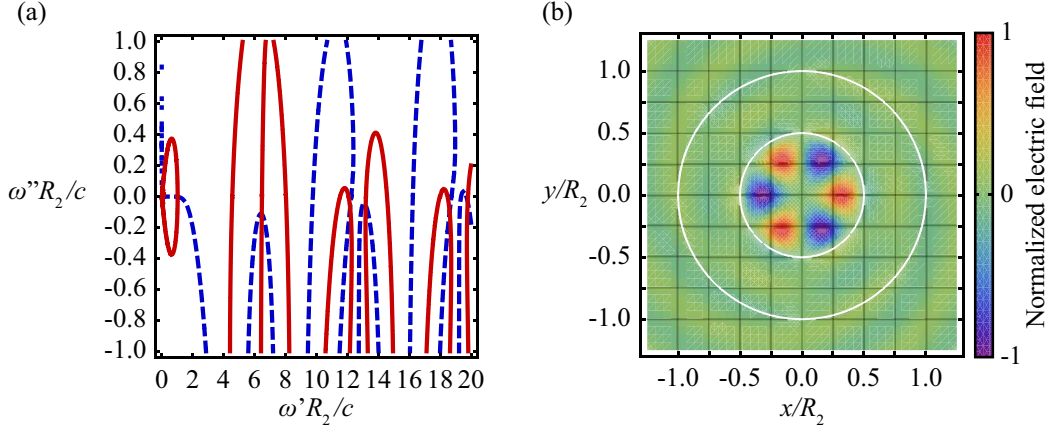 (a)
1.0
0.8
0.6
0.4
0.2
0.0
-0.2
-0.4
-0.6
-0.8
-1.0
ω''R₂/c
0 2 4 6 8 10 12 14 16 18 20
ω'R₂/c
(b)
1.0
0.5
0.0
-0.5
-1.0
y/R₂
-1.0 -0.5 0.0 0.5 1.0
x/R₂
1
0
-1
Normalized electric field